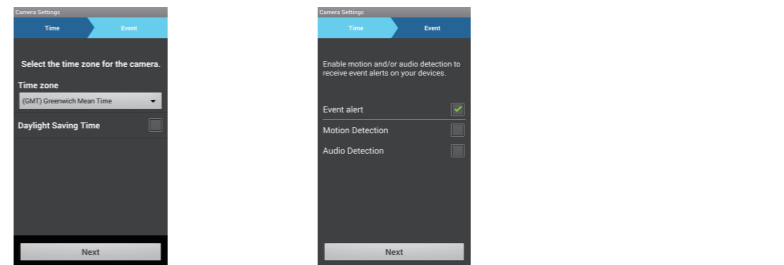 Camera Settings
Time
Event
Select the time zone for the camera.
Time zone
(GMT) Greenwich Mean Time
Daylight Saving Time
Next
Camera Settings
Time
Event
Enable motion and/or audio detection to
receive event alerts on your devices.
Event alert
Motion Detection
Audio Detection
Next